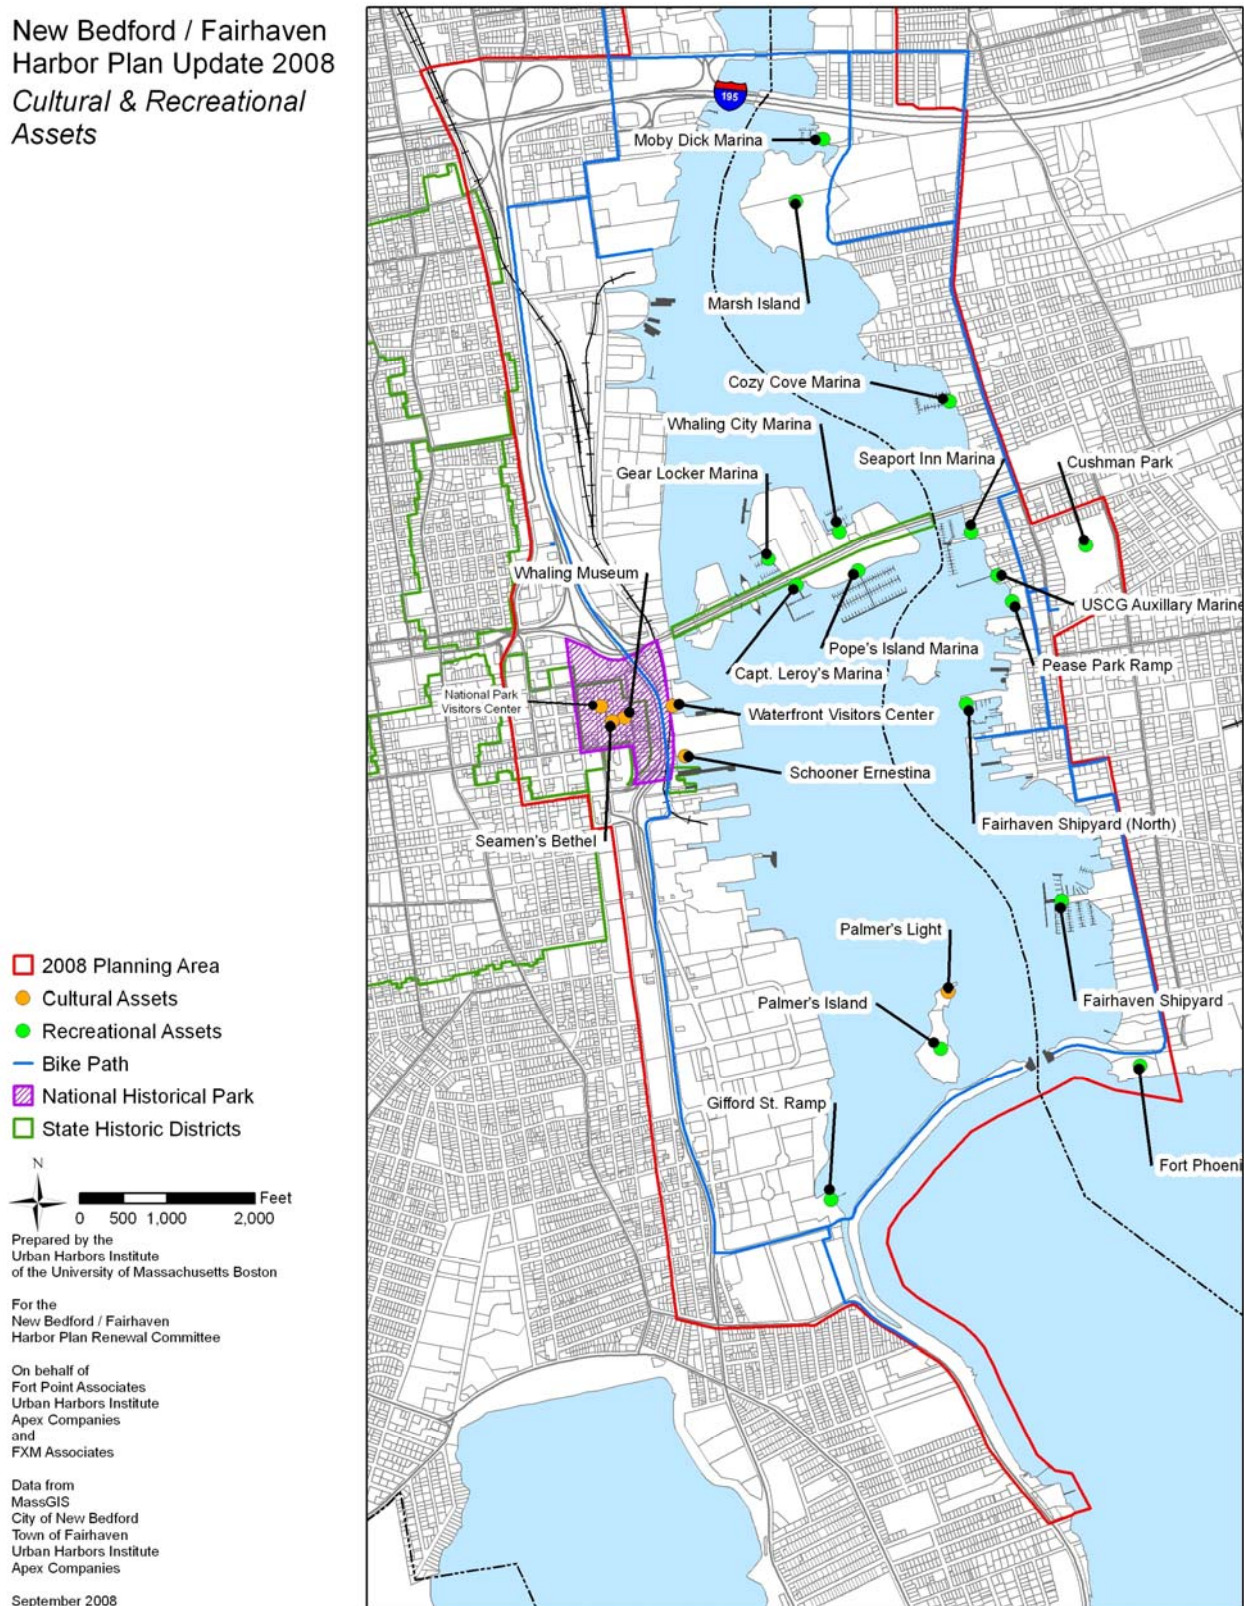 New Bedford / Fairhaven
Harbor Plan Update 2008
Cultural & Recreational
Assets
195
Moby Dick Marina
Marsh Island
Cozy Cove Marina
Whaling City Marina
Seaport Inn Marina
Cushman Park
Gear Locker Marina
Whaling Museum
USCG Auxillary Marine
Pope's Island Marina
Pease Park Ramp
Capt. Leroy's Marina
National Park
Visitors Center
Waterfront Visitors Center
Schooner Ernestina
Fairhaven Shipyard (North)
Seamen's Bethel
Palmer's Light
Palmer's Island
Fairhaven Shipyard
Gifford St. Ramp
Fort Phoeni
2008 Planning Area
Cultural Assets
Recreational Assets
Bike Path
National Historical Park
State Historic Districts
N
Feet
0 500 1,000 2,000
Prepared by the
Urban Harbors Institute
of the University of Massachusetts Boston
For the
New Bedford / Fairhaven
Harbor Plan Renewal Committee
On behalf of
Fort Point Associates
Urban Harbors Institute
Apex Companies
and
FXM Associates
Data from
MassGIS
City of New Bedford
Town of Fairhaven
Urban Harbors Institute
Apex Companies
September 2008